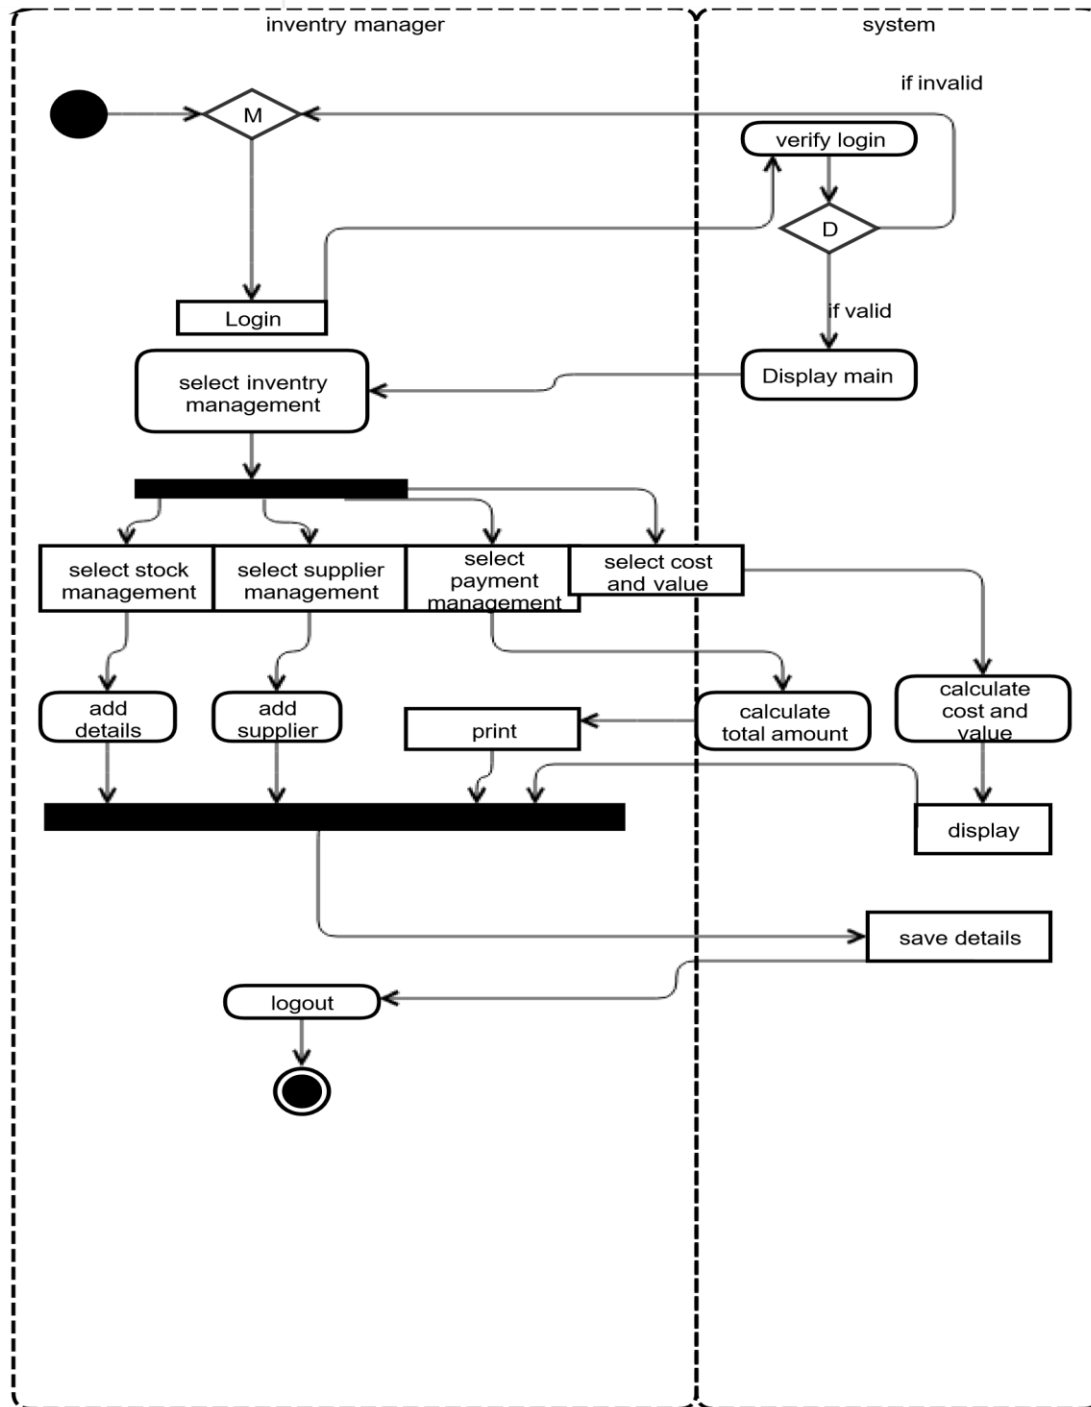 inventry manager
system
if invalid
M
verify login
D
if valid
Login
Display main
select inventry
management
select stock
management
select supplier
management
select
payment
management
select cost
and value
add
details
add
supplier
print
calculate
total amount
calculate
cost and
value
display
save details
logout